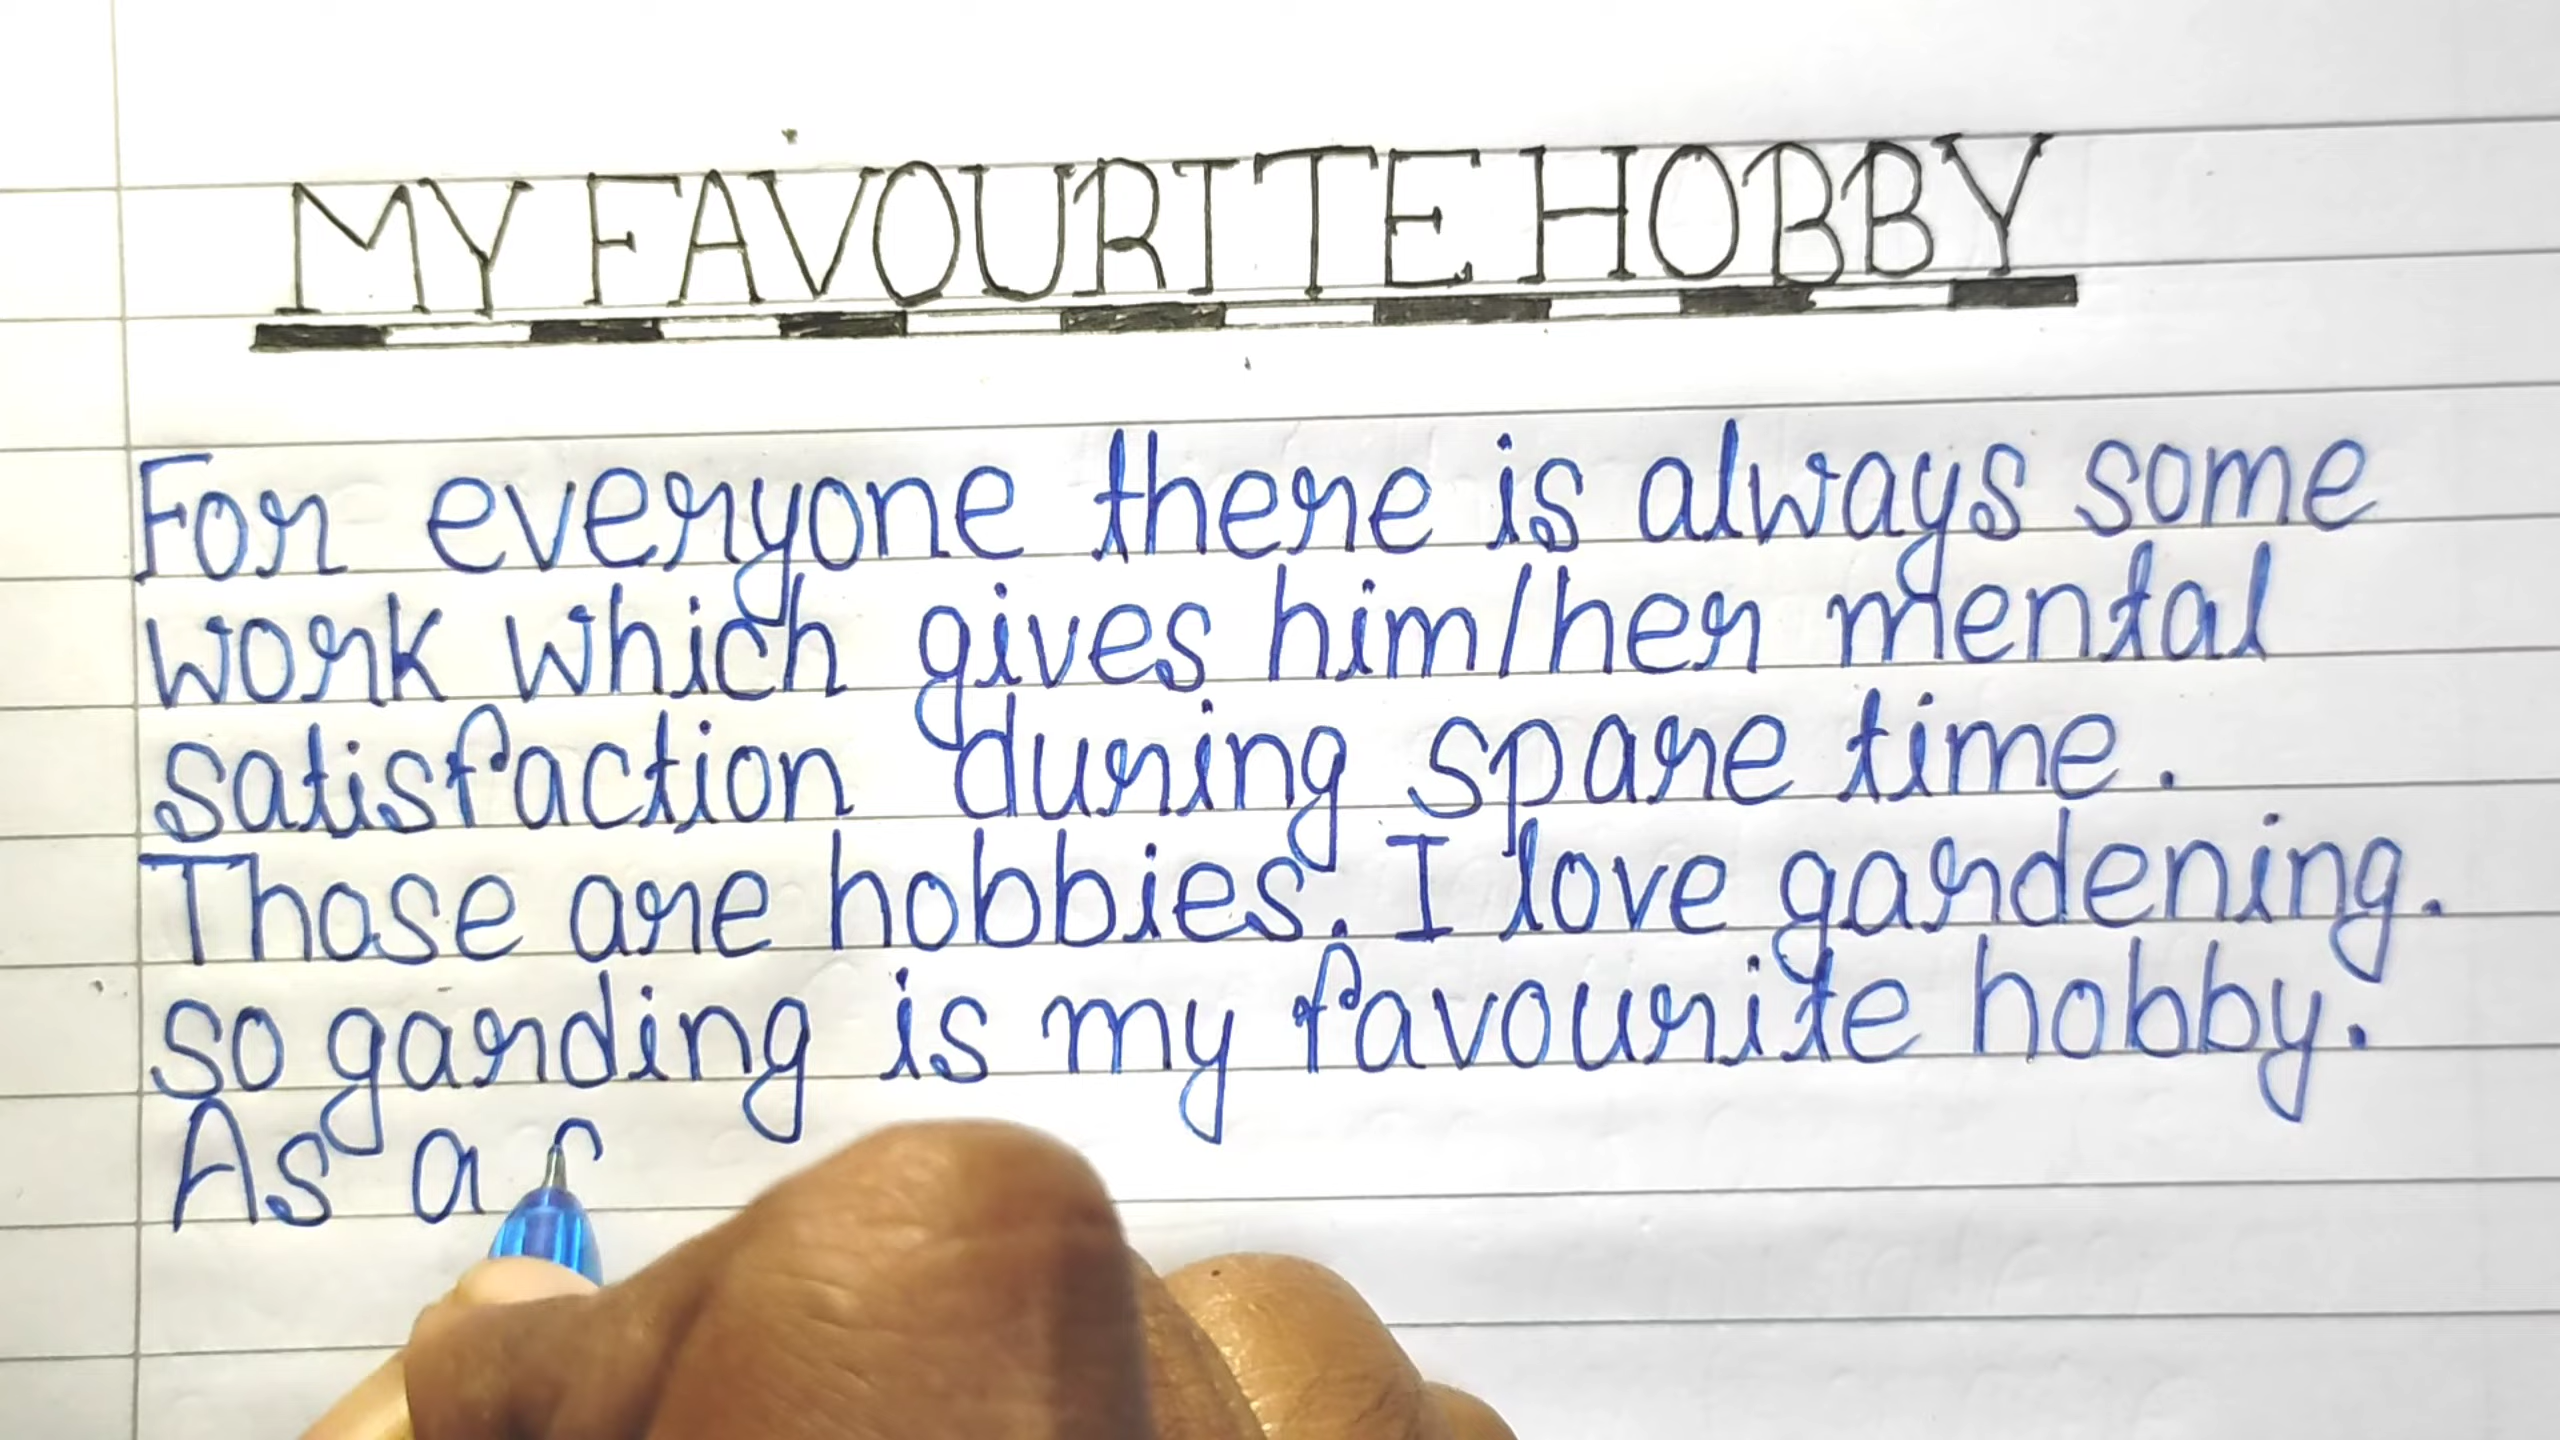 MY FAVOURITE HOBBY
For everyone there is always some
work which gives him/her mental
satisfaction during spare time.
Those are hobbies. I love gardening.
so garding is my favourite hobby.
As a